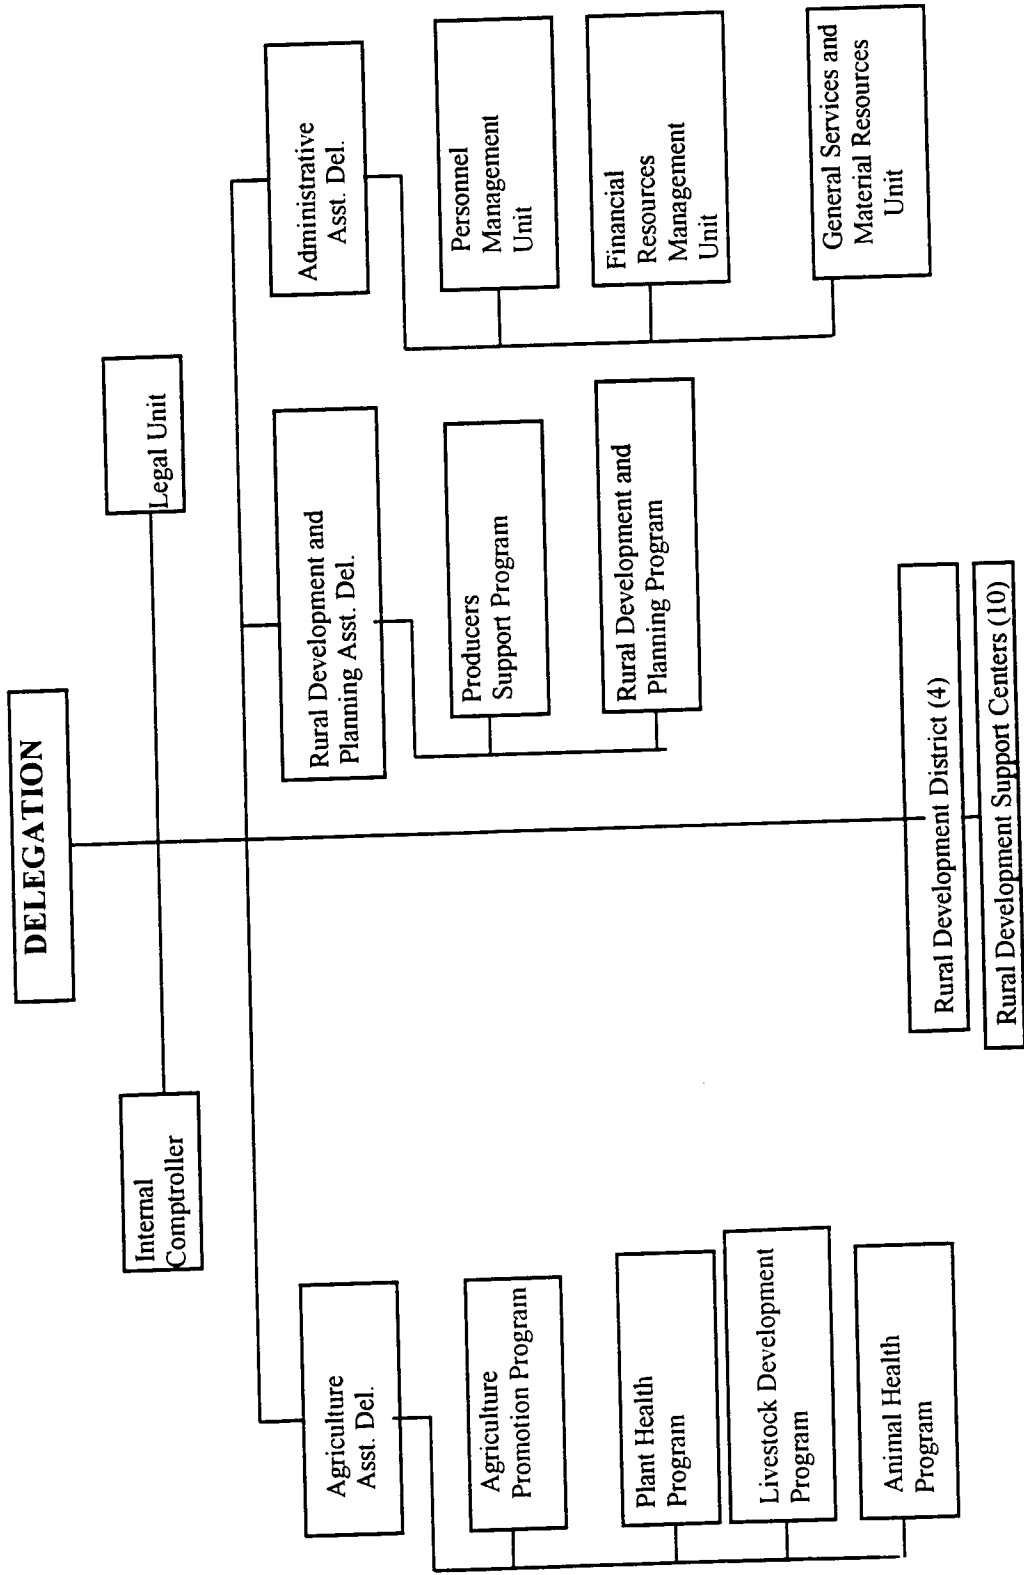 DELEGATION
Internal
Comptroller
Legal Unit
Agriculture
Asst. Del.
Rural Development and
Planning Asst. Del.
Administrative
Asst. Del.
Agriculture
Promotion Program
Plant Health
Program
Livestock Development
Program
Animal Health
Program
Producers
Support Program
Rural Development and
Planning Program
Personnel
Management
Unit
Financial
Resources
Management
Unit
General Services and
Material Resources
Unit
Rural Development District (4)
Rural Development Support Centers (10)